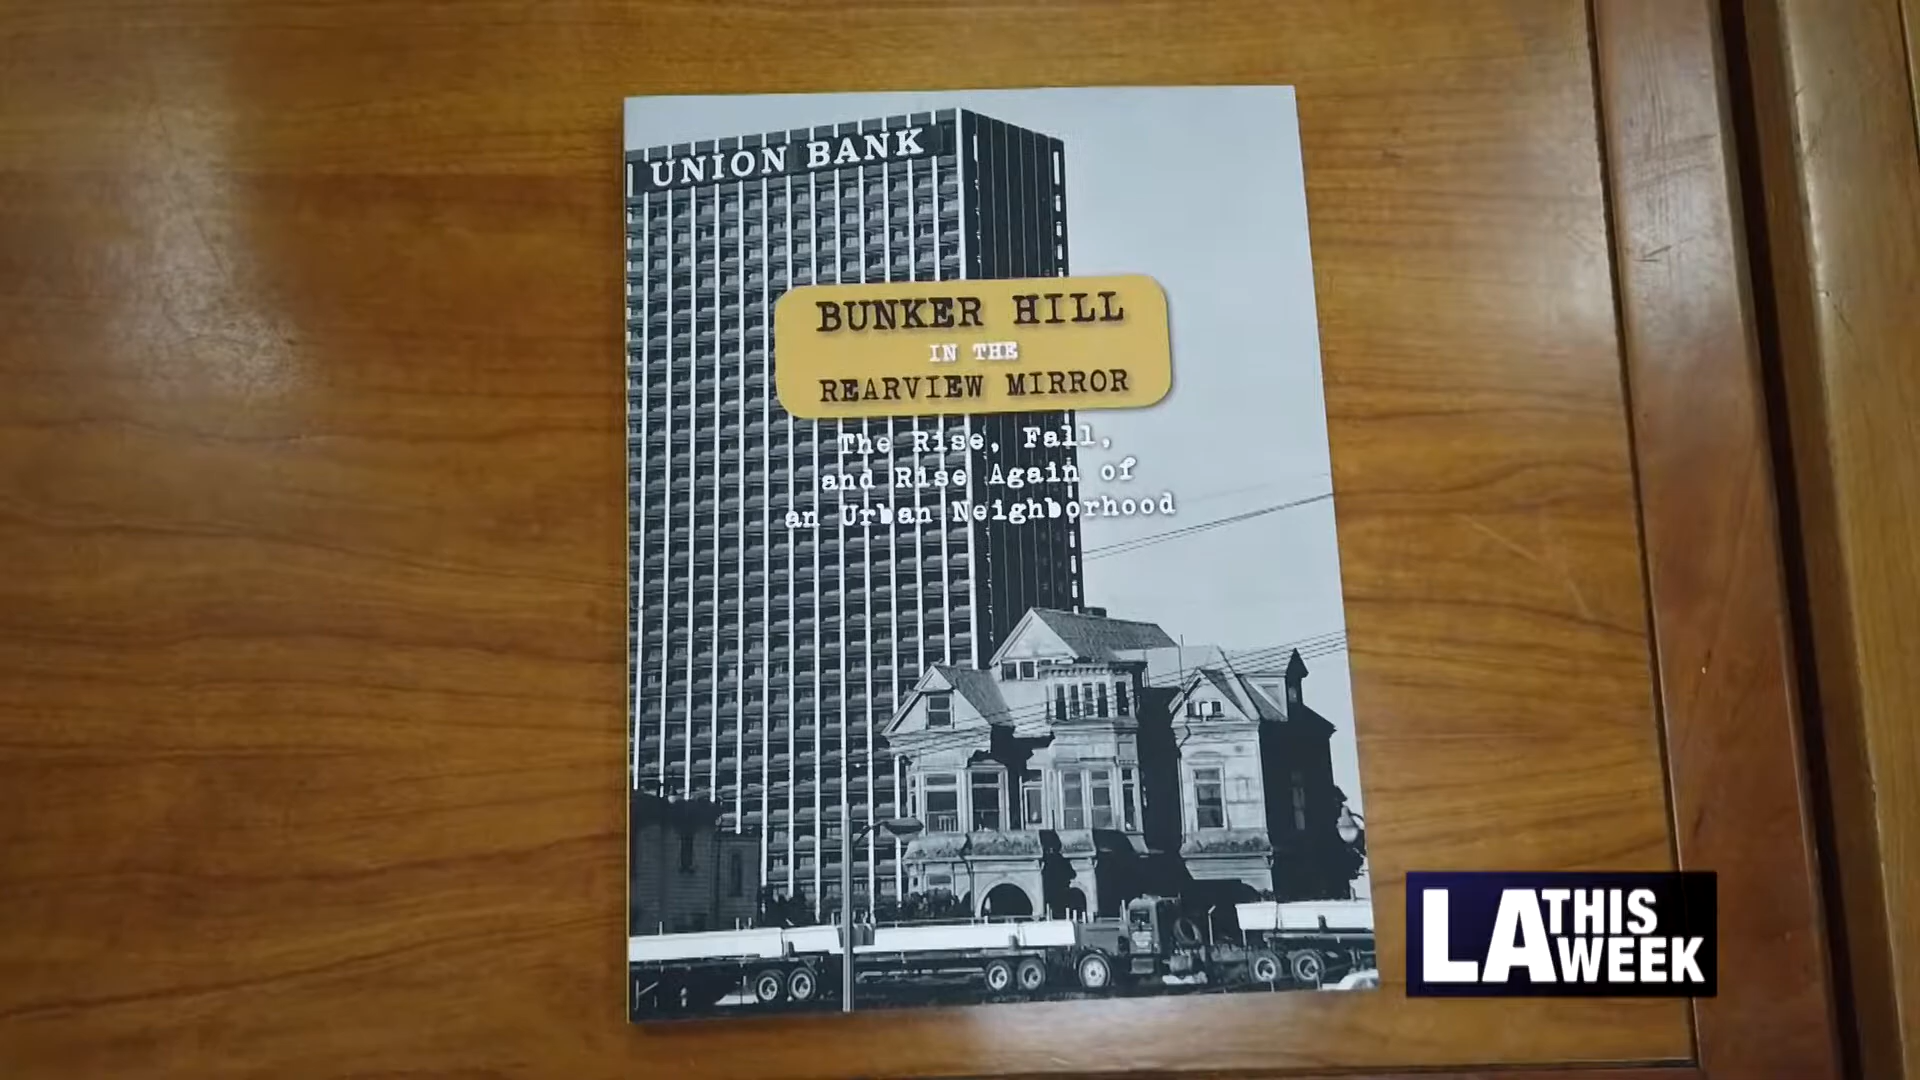 UNION BANK
BUNKER HILL
IN THE
REARVIEW MIRROR
The Rise, Fall,
and Rise Again of
an Urban Neighborhood
LA THIS WEEK